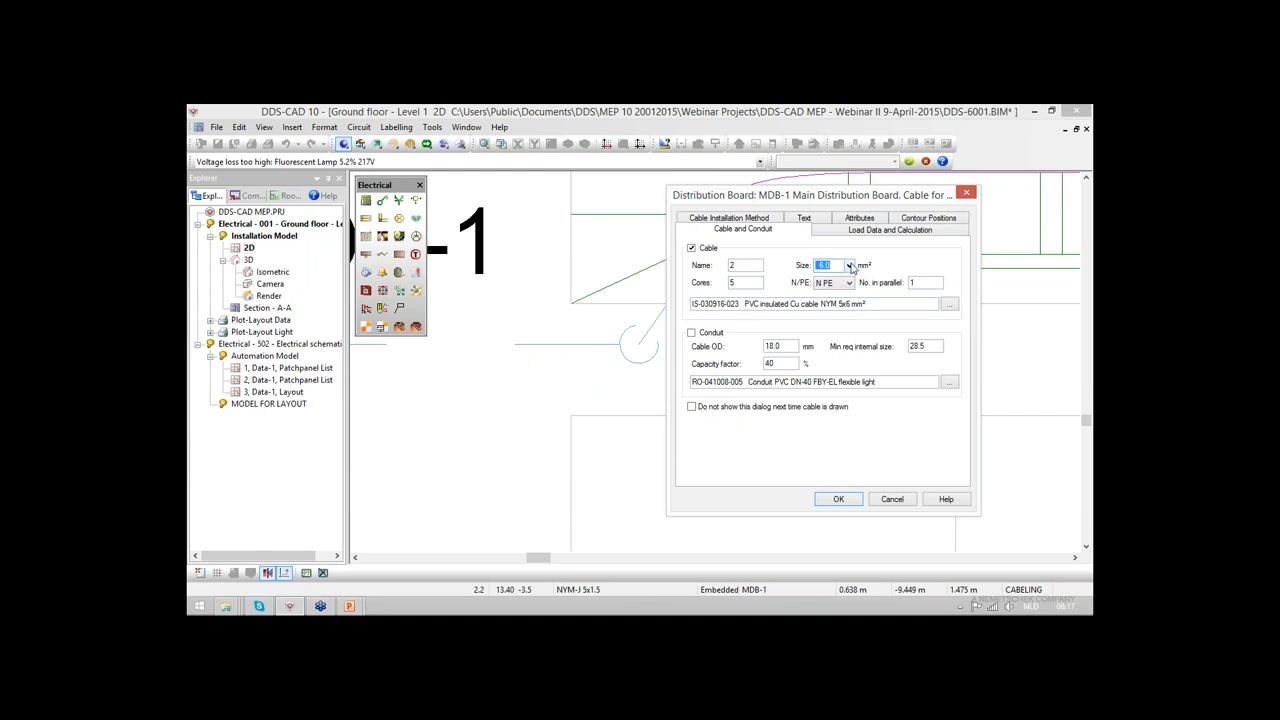 DDS-CAD 10 - [Ground floor - Level 1 2D C:\Users\Public\Documents\DDS\MEP 10 20012015\Webinar Projects\DDS-CAD MEP - Webinar II 9-April-2015\DDS-6001.BIM* ]
File Edit View Insert Format Circuit Labelling Tools Window Help
Voltage loss too high: Fluorescent Lamp 5.2% 217V
Explorer
Expl... Com... Roo... Help
DDS-CAD MEP.PRJ
Electrical - 001 - Ground floor - Le
Installation Model
2D
3D
Isometric
Camera
Render
Section - A-A
Plot-Layout Data
Plot-Layout Light
Electrical - 502 - Electrical schemati
Automation Model
1, Data-1, Patchpanel List
2, Data-1, Patchpanel List
3, Data-1, Layout
MODEL FOR LAYOUT
Electrical
-1
Distribution Board: MDB-1 Main Distribution Board. Cable for ...
Cable Installation Method Text Attributes Contour Positions
Cable and Conduit Load Data and Calculation
Cable
Name: 2 Size: 6.0 mm²
Cores: 5 N/PE: N PE No. in parallel: 1
IS-030916-023 PVC insulated Cu cable NYM 5x6 mm² ...
Conduit
Cable OD: 18.0 mm Min req internal size: 28.5
Capacity factor: 40 %
RO-041008-005 Conduit PVC DN-40 FBY-EL flexible light ...
Do not show this dialog next time cable is drawn
OK Cancel Help
2.2 13.40 -3.5 NYM-J 5x1.5 Embedded MDB-1 0.638 m -9.449 m 1.475 m CABELING
A NEMETSCHEK COMPANY
NLD 08:17